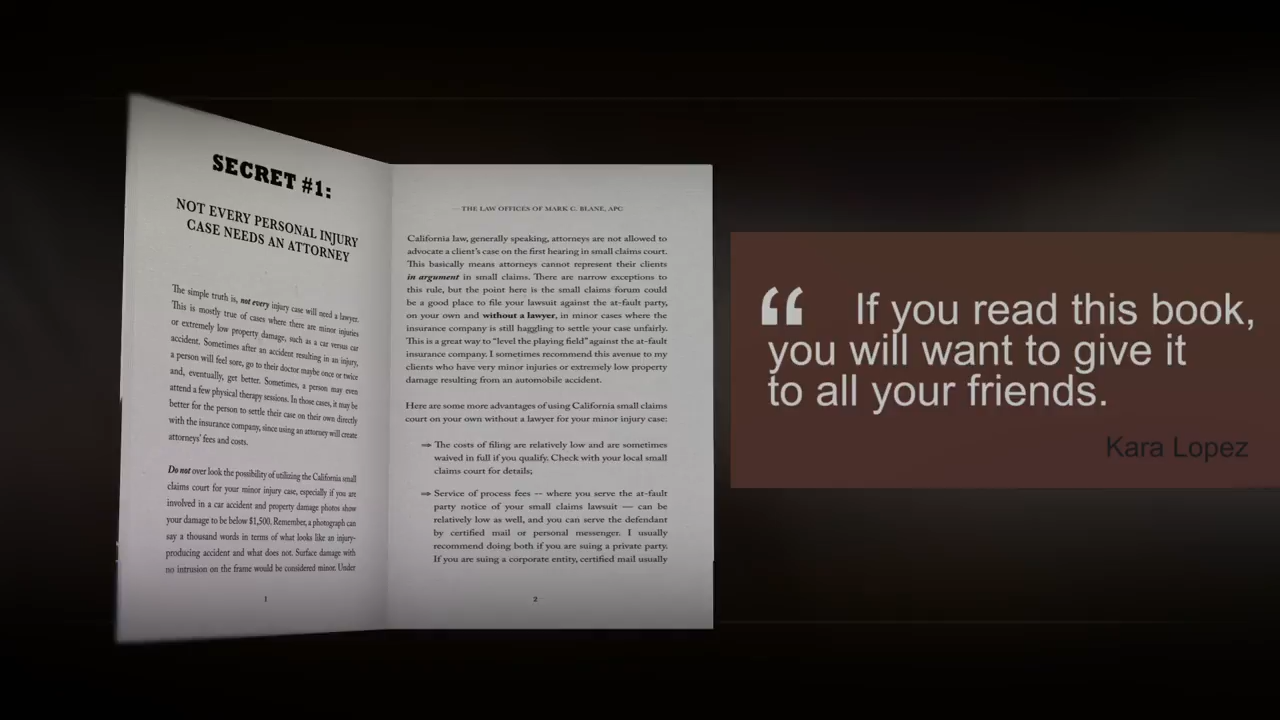 SECRET #1:
NOT EVERY PERSONAL INJURY
CASE NEEDS AN ATTORNEY
The simple truth is, not every injury case will need a lawyer.
This is mostly true of cases where there are minor injuries
or extremely low property damage, such as a car versus car
accident. Sometimes after an accident resulting in an injury,
a person will feel sore, go to their doctor maybe once or twice
and, eventually, get better. Sometimes, a person may even
attend a few physical therapy sessions. In those cases, it may be
better for the person to settle their case on their own directly
with the insurance company, since using an attorney will create
attorneys' fees and costs.
Do not over look the possibility of utilizing the California small
claims court for your minor injury case, especially if you are
involved in a car accident and property damage photos show
your damage to be below $1,500. Remember, a photograph can
say a thousand words in terms of what looks like an injury-
producing accident and what does not. Surface damage with
no intrusion on the frame would be considered minor. Under
1
— THE LAW OFFICES OF MARK C. BLANE, APC
California law, generally speaking, attorneys are not allowed to
advocate a client's case on the first hearing in small claims court.
This basically means attorneys cannot represent their clients
in argument in small claims. There are narrow exceptions to
this rule, but the point here is the small claims forum could
be a good place to file your lawsuit against the at-fault party,
on your own and without a lawyer, in minor cases where the
insurance company is still haggling to settle your case unfairly.
This is a great way to “level the playing field” against the at-fault
insurance company. I sometimes recommend this avenue to my
clients who have very minor injuries or extremely low property
damage resulting from an automobile accident.
Here are some more advantages of using California small claims
court on your own without a lawyer for your minor injury case:
⇒ The costs of filing are relatively low and are sometimes
waived in full if you qualify. Check with your local small
claims court for details;
⇒ Service of process fees — where you serve the at-fault
party notice of your small claims lawsuit — can be
relatively low as well, and you can serve the defendant
by certified mail or personal messenger. I usually
recommend doing both if you are suing a private party.
If you are suing a corporate entity, certified mail usually
2
“ If you read this book,
you will want to give it
to all your friends.
Kara Lopez